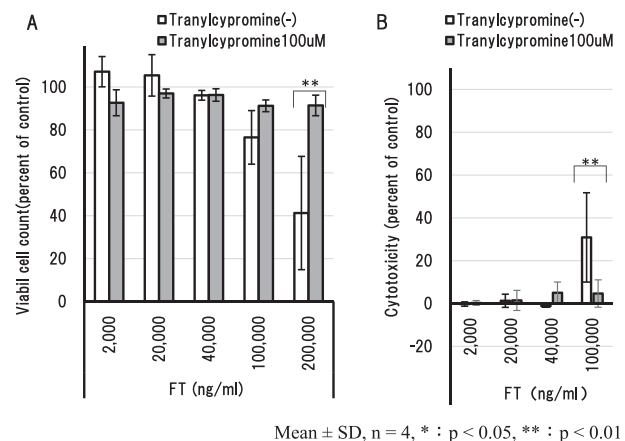 A
Tranylcypromine(-)
Tranylcypromine100uM
Viabil cell count(percent of control)
100
80
60
40
20
0
**
2,000
20,000
40,000
100,000
200,000
FT (ng/ml)
B
Tranylcypromine(-)
Tranylcypromine100uM
Cytotoxicity (percent of control)
100
80
60
40
20
0
-20
**
2,000
20,000
40,000
100,000
FT (ng/ml)
Mean ± SD, n = 4, * : p < 0.05, ** : p < 0.01